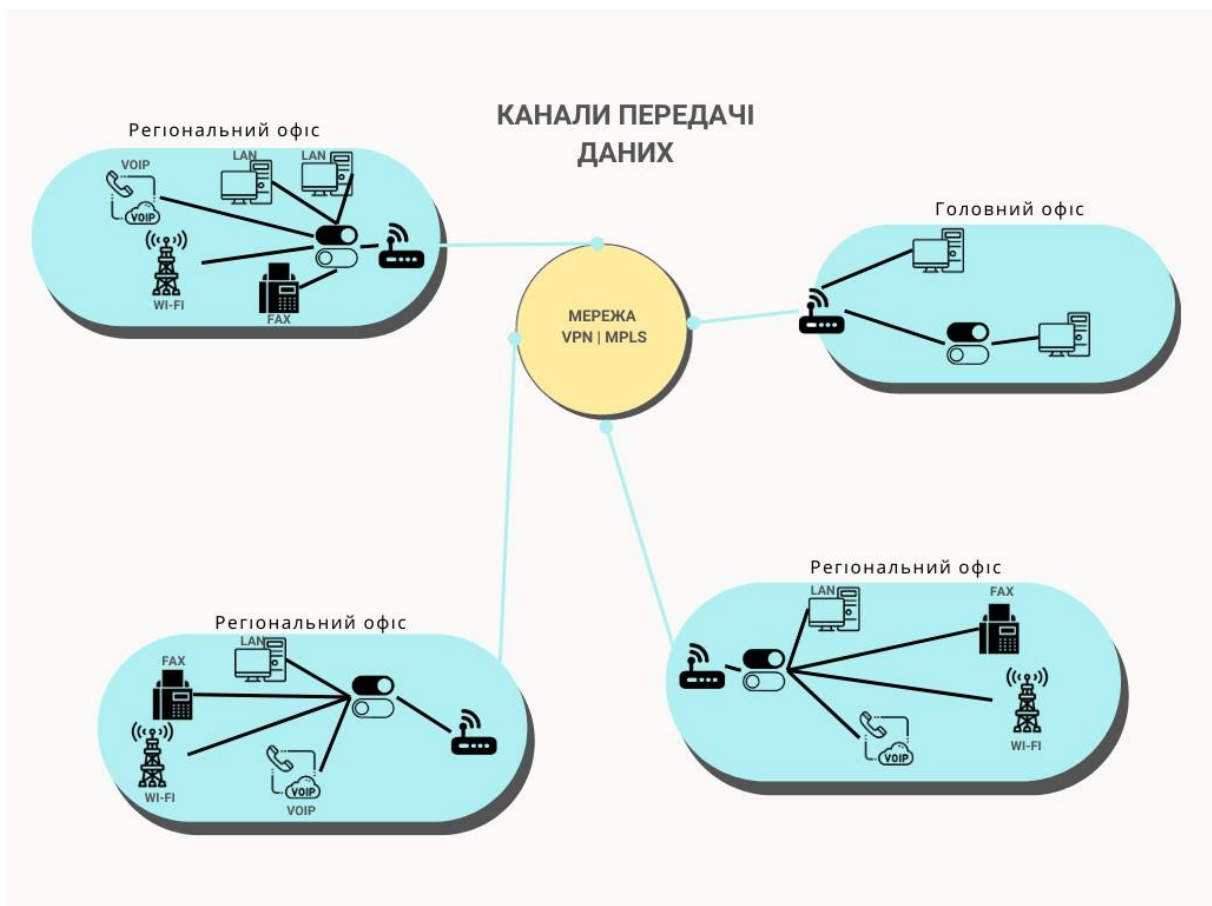 КАНАЛИ ПЕРЕДАЧІ
ДАНИХ
Регіональний офіс
VOIP
LAN
LAN
VOIP
WI-FI
FAX
Головний офіс
МЕРЕЖА
VPN | MPLS
Регіональний офіс
LAN
FAX
WI-FI
VOIP
VOIP
Регіональний офіс
LAN
FAX
VOIP
WI-FI